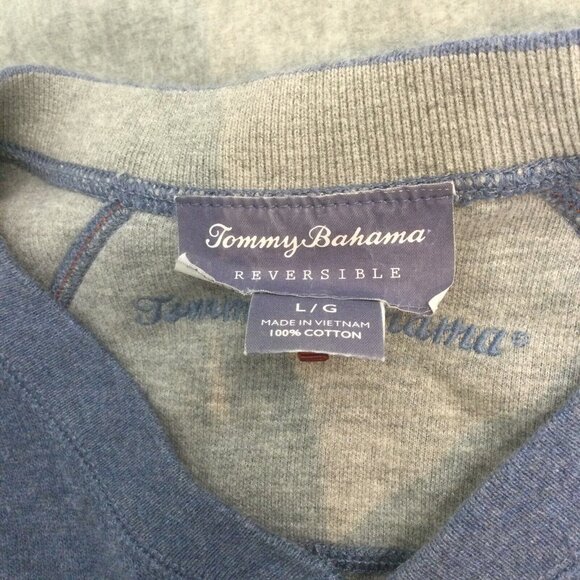 Tommy Bahama
REVERSIBLE
L/G
MADE IN VIETNAM
100% COTTON